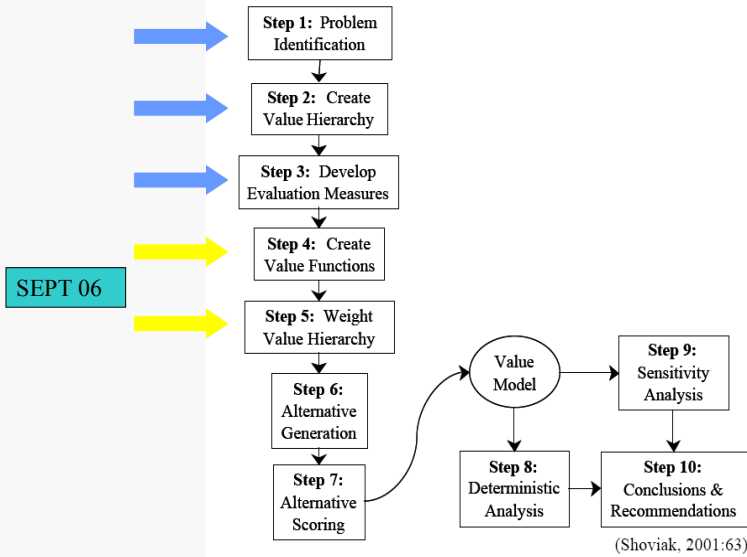 Step 1: Problem
Identification
Step 2: Create
Value Hierarchy
Step 3: Develop
Evaluation Measures
Step 4: Create
Value Functions
SEPT 06
Step 5: Weight
Value Hierarchy
Step 6:
Alternative
Generation
Step 7:
Alternative
Scoring
Value
Model
Step 8:
Deterministic
Analysis
Step 9:
Sensitivity
Analysis
Step 10:
Conclusions &
Recommendations
(Shoviak, 2001:63)